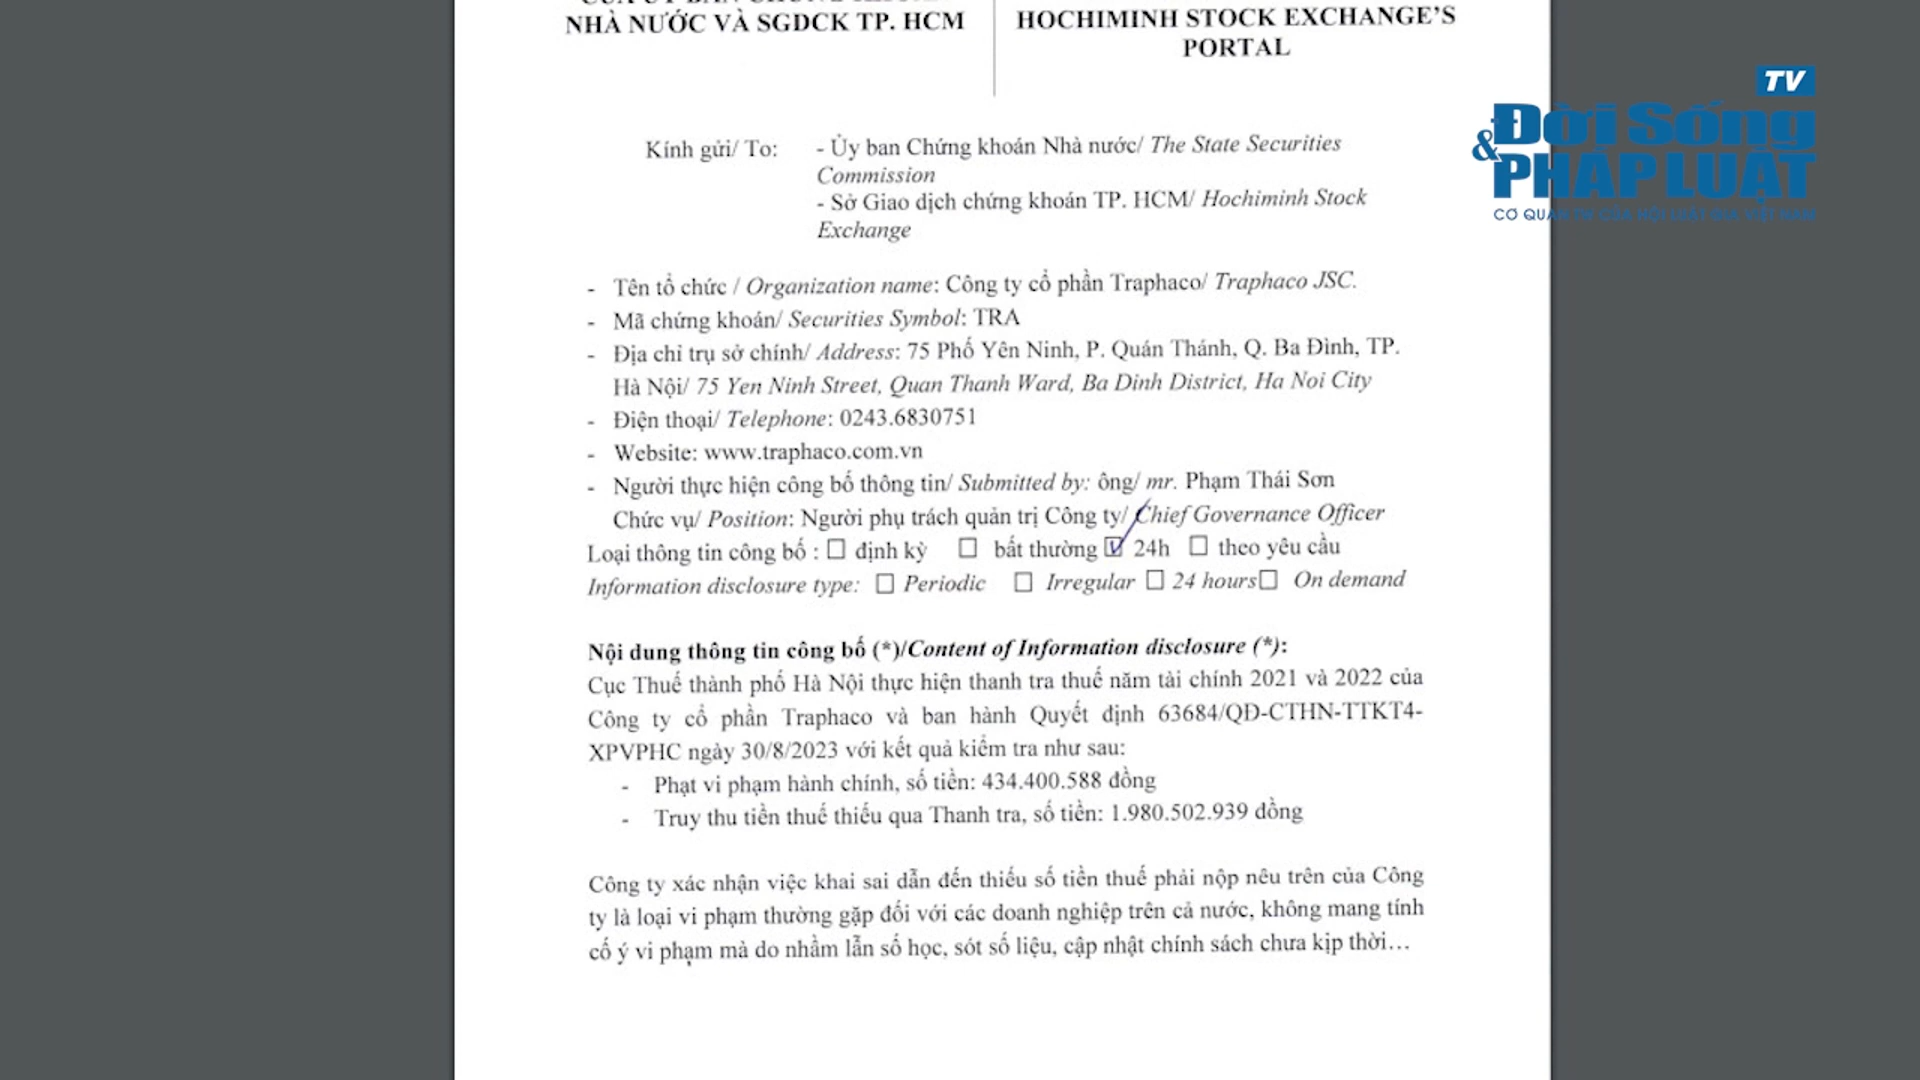 NHÀ NƯỚC VÀ SGDCK TP. HCM
HOCHIMINH STOCK EXCHANGE'S
PORTAL
TV
Đời Sống
& PHÁP LUẬT
Kính gửi/ To:
- Ủy ban Chứng khoán Nhà nước/ The State Securities
Commission
- Sở Giao dịch chứng khoán TP. HCM/ Hochiminh Stock
Exchange
- Tên tổ chức / Organization name: Công ty cổ phần Traphaco/ Traphaco JSC.
- Mã chứng khoán/ Securities Symbol: TRA
- Địa chỉ trụ sở chính/ Address: 75 Phố Yên Ninh, P. Quán Thánh, Q. Ba Đình, TP.
Hà Nội/ 75 Yen Ninh Street, Quan Thanh Ward, Ba Dinh District, Ha Noi City
- Điện thoại/ Telephone: 0243.6830751
- Website: www.traphaco.com.vn
- Người thực hiện công bố thông tin/ Submitted by: ông/ mr. Phạm Thái Sơn
Chức vụ/ Position: Người phụ trách quản trị Công ty/ Chief Governance Officer
Loại thông tin công bố : ☐ định kỳ ☐ bất thường ☑ 24h ☐ theo yêu cầu
Information disclosure type: ☐ Periodic ☐ Irregular ☐ 24 hours ☐ On demand
Nội dung thông tin công bố (*)/Content of Information disclosure (*):
Cục Thuế thành phố Hà Nội thực hiện thanh tra thuế năm tài chính 2021 và 2022 của
Công ty cổ phần Traphaco và ban hành Quyết định 63684/QĐ-CTHN-TTKT4-
XPVPHC ngày 30/8/2023 với kết quả kiểm tra như sau:
- Phạt vi phạm hành chính, số tiền: 434.400.588 đồng
- Truy thu tiền thuế thiếu qua Thanh tra, số tiền: 1.980.502.939 đồng
Công ty xác nhận việc khai sai dẫn đến thiếu số tiền thuế phải nộp nêu trên của Công
ty là loại vi phạm thường gặp đối với các doanh nghiệp trên cả nước, không mang tính
cố ý vi phạm mà do nhầm lẫn số học, sót số liệu, cập nhật chính sách chưa kịp thời...